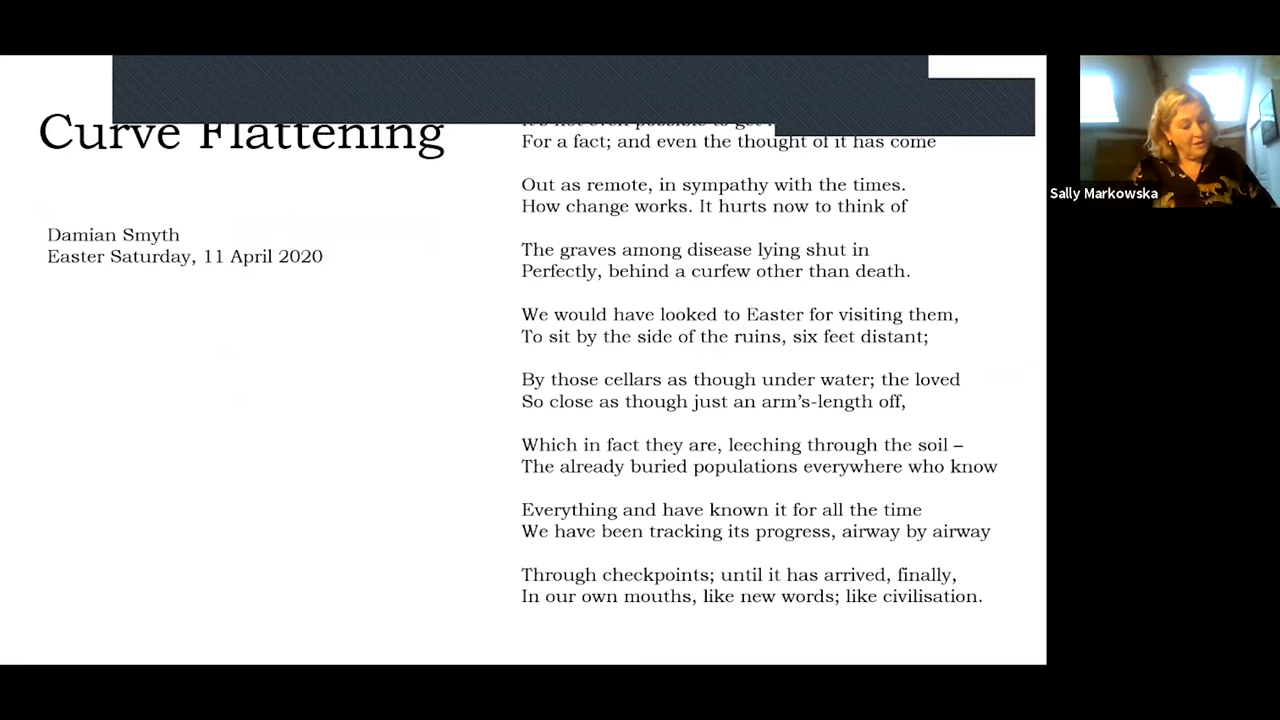 Curve Flattening
Damian Smyth
Easter Saturday, 11 April 2020
It's not even possible to get
For a fact; and even the thought of it has come
Out as remote, in sympathy with the times.
How change works. It hurts now to think of
The graves among disease lying shut in
Perfectly, behind a curfew other than death.
We would have looked to Easter for visiting them,
To sit by the side of the ruins, six feet distant;
By those cellars as though under water; the loved
So close as though just an arm's-length off,
Which in fact they are, leeching through the soil –
The already buried populations everywhere who know
Everything and have known it for all the time
We have been tracking its progress, airway by airway
Through checkpoints; until it has arrived, finally,
In our own mouths, like new words; like civilisation.
Sally Markowska